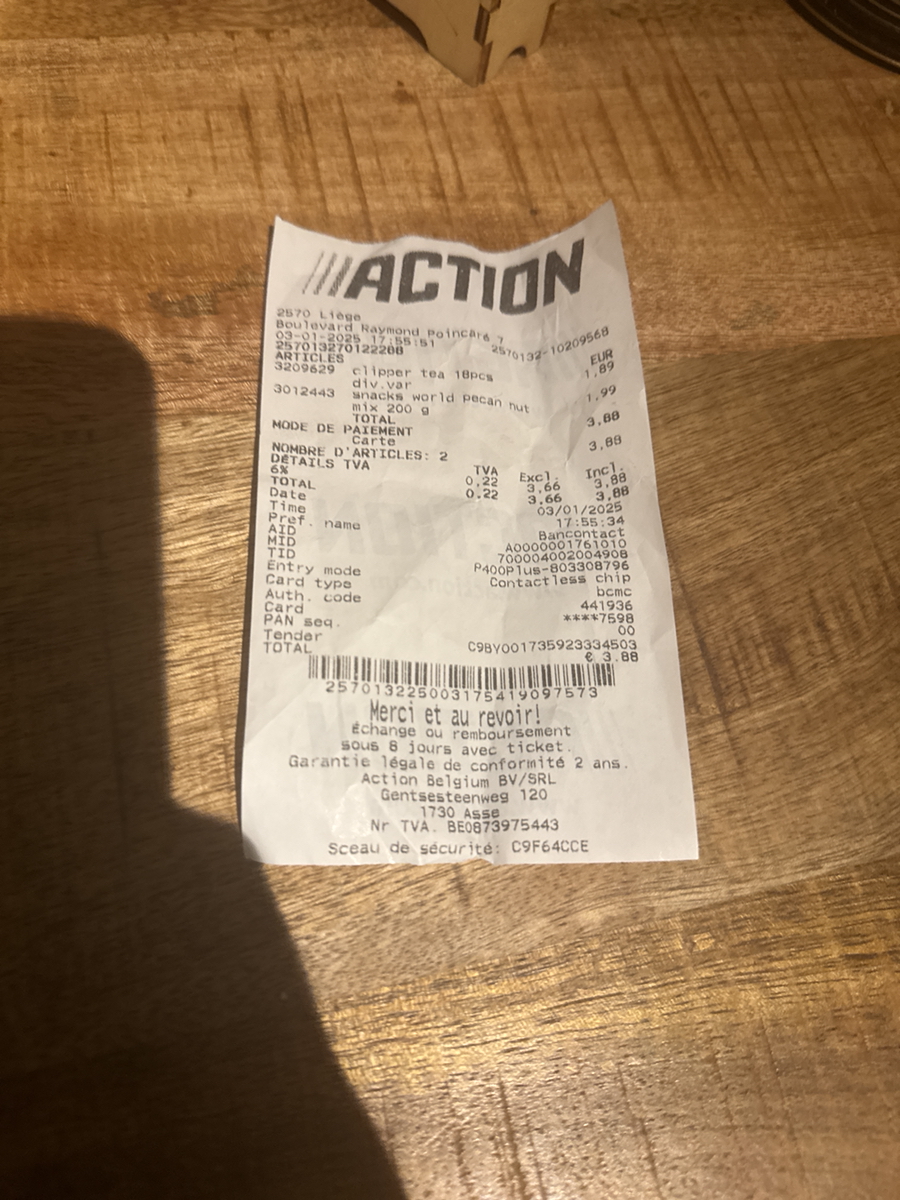 ///ACTION
2570 Liège
Boulevard Raymond Poincaré 7
03-01-2025 17:55:51 2570132-10209568
257013270122208
ARTICLES EUR
3209629 clipper tea 18pcs 1,89
div.var
3012443 snacks world pecan nut 1,99
mix 200 g
TOTAL 3,88
MODE DE PAIEMENT
Carte 3,88
NOMBRE D'ARTICLES: 2
DÉTAILS TVA TVA Excl. Incl.
6% 0,22 3,66 3,88
TOTAL 0,22 3,66 3,88
Date 03/01/2025
Time 17:55:34
Pref. name Bancontact
AID A0000001761010
MID 700004002004908
TID P400Plus-803308796
Entry mode Contactless chip
Card type bcmc
Auth. code 441936
Card ****7598
PAN seq. 00
Tender C9BY001735923334503
TOTAL € 3.88
257013225003175419097573
Merci et au revoir!
Échange ou remboursement
sous 8 jours avec ticket.
Garantie légale de conformité 2 ans.
Action Belgium BV/SRL
Gentsesteenweg 120
1730 Asse
Nr TVA. BE0873975443
Sceau de sécurité: C9F64CCE